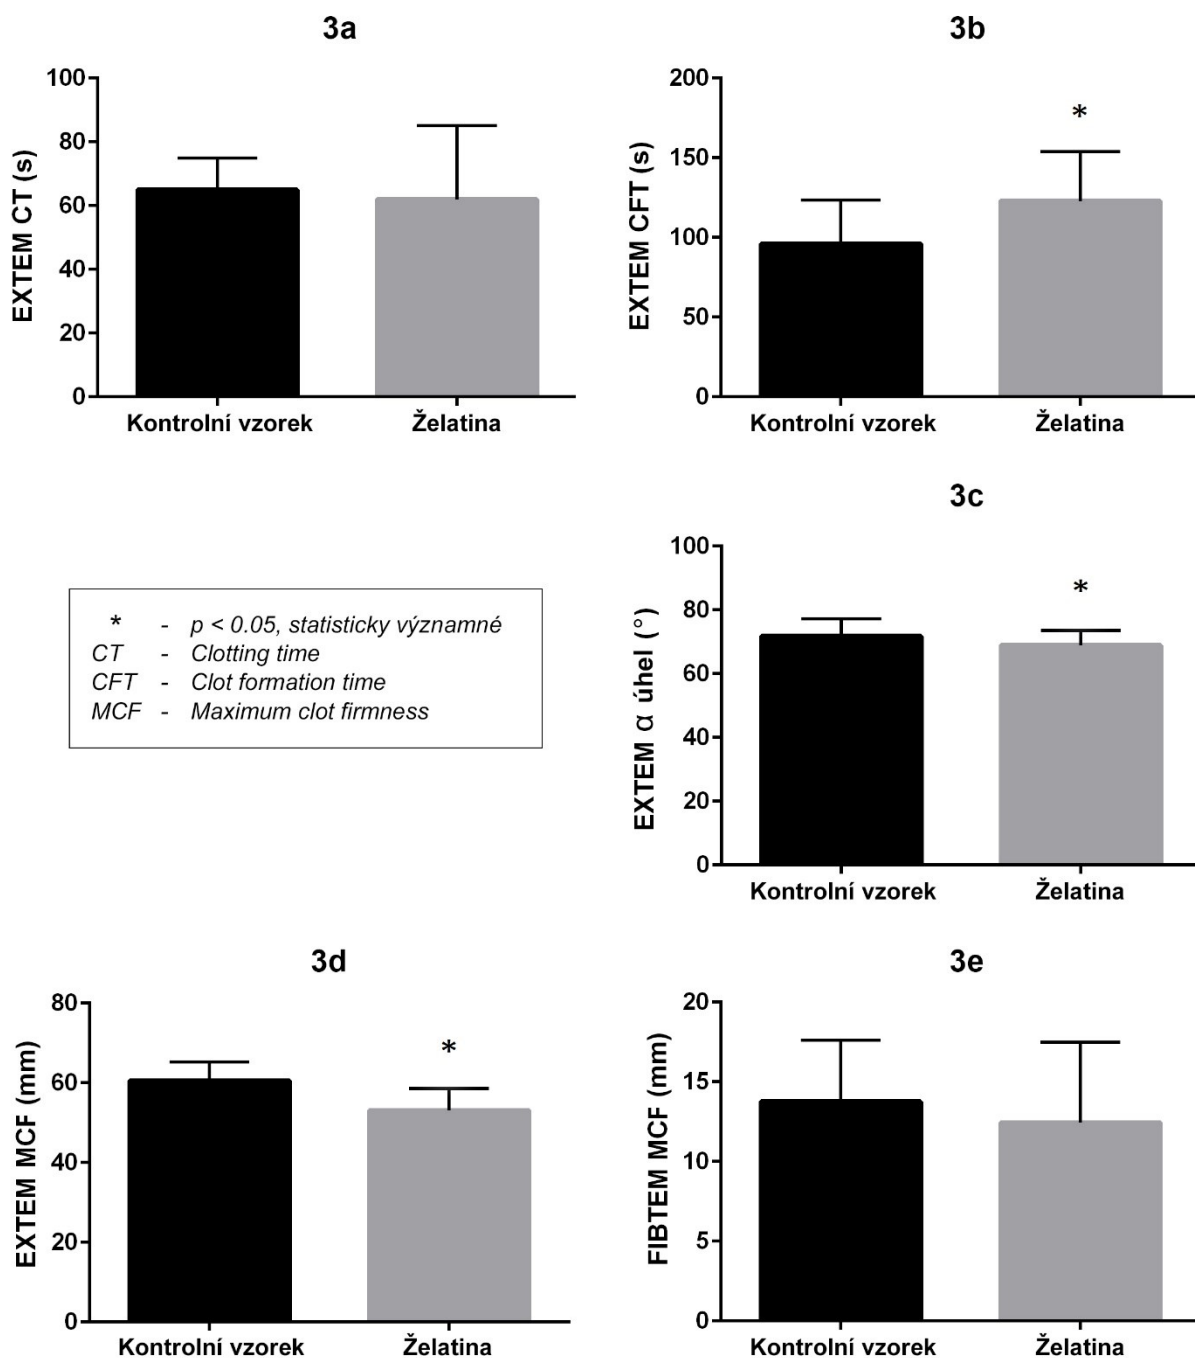 3a
EXTEM CT (s)
100
80
60
40
20
0
Kontrolní vzorek
Želatina
3b
EXTEM CFT (s)
200
150
100
50
0
*
Kontrolní vzorek
Želatina
* - p < 0.05, statisticky významné
CT - Clotting time
CFT - Clot formation time
MCF - Maximum clot firmness
3c
EXTEM α úhel (°)
100
80
60
40
20
0
*
Kontrolní vzorek
Želatina
3d
EXTEM MCF (mm)
80
60
40
20
0
*
Kontrolní vzorek
Želatina
3e
FIBTEM MCF (mm)
20
15
10
5
0
Kontrolní vzorek
Želatina